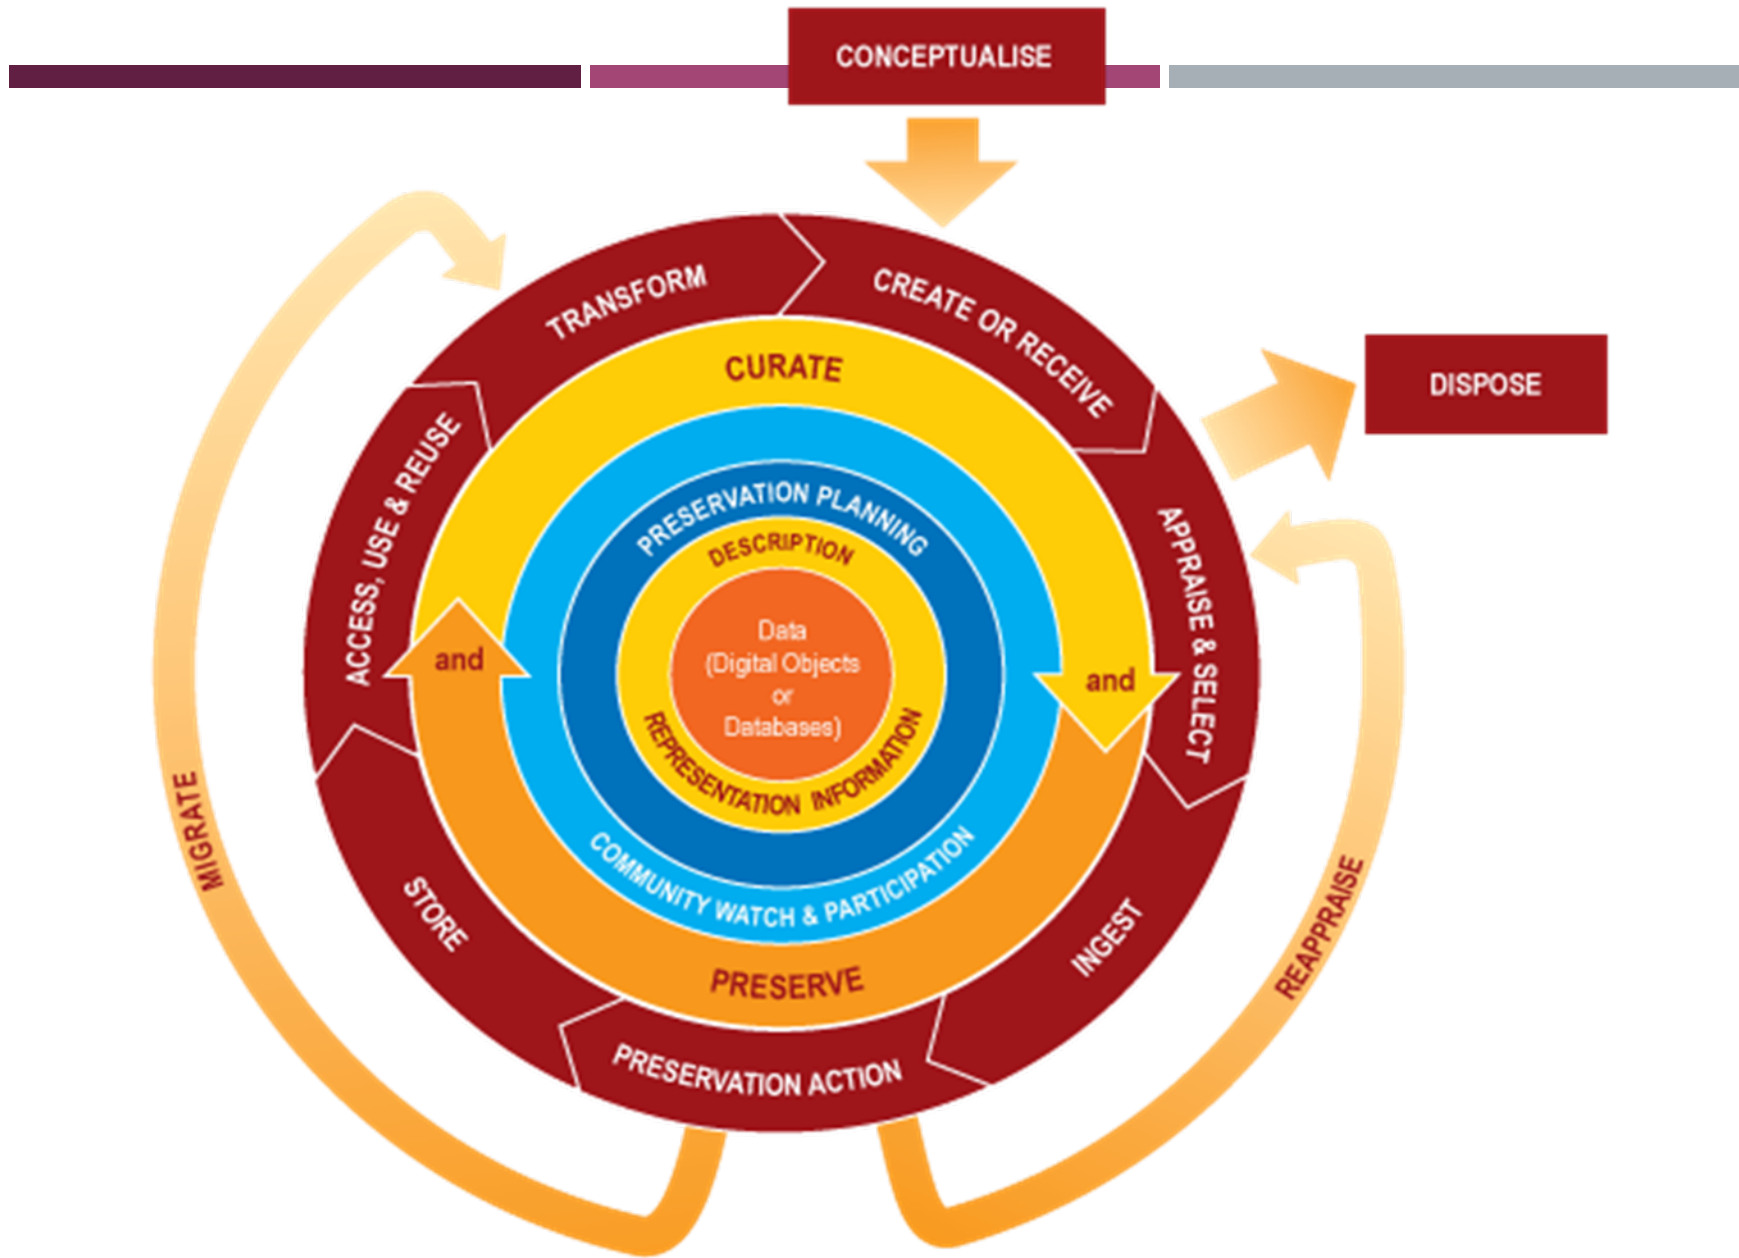 CONCEPTUALISE
TRANSFORM
CREATE OR RECEIVE
DISPOSE
CURATE
ACCESS, USE & REUSE
APPRAISE & SELECT
PRESERVATION PLANNING
DESCRIPTION
Data
(Digital Objects
or
Databases)
and
and
REPRESENTATION INFORMATION
COMMUNITY WATCH & PARTICIPATION
MIGRATE
STORE
INGEST
REAPPRAISE
PRESERVE
PRESERVATION ACTION